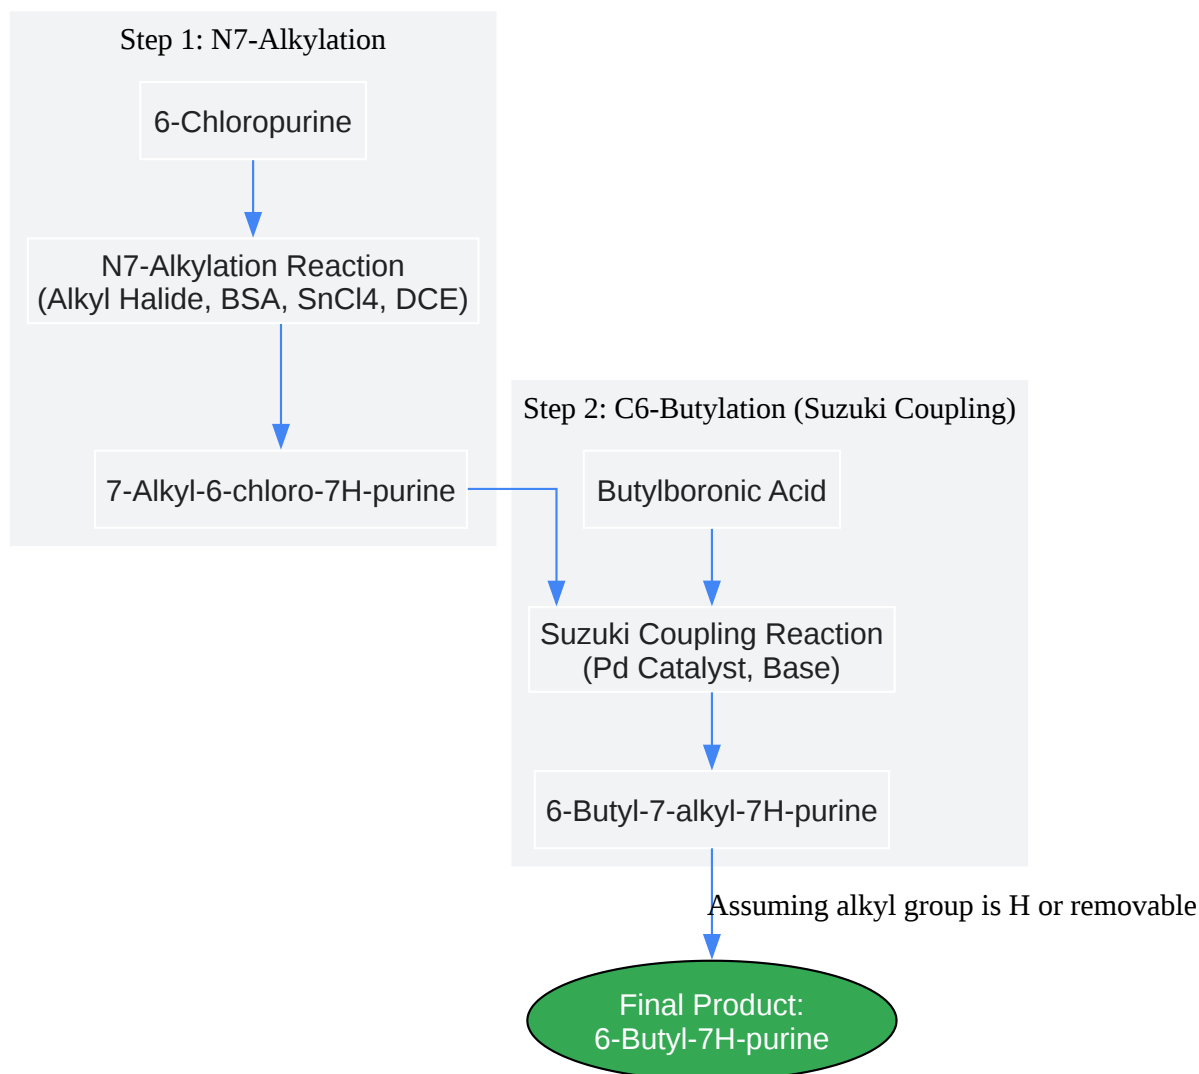 Step 1: N7-Alkylation
6-Chloropurine
N7-Alkylation Reaction
(Alkyl Halide, BSA, SnCl4, DCE)
7-Alkyl-6-chloro-7H-purine
Step 2: C6-Butylation (Suzuki Coupling)
Butylboronic Acid
Suzuki Coupling Reaction
(Pd Catalyst, Base)
6-Butyl-7-alkyl-7H-purine
Assuming alkyl group is H or removable
Final Product:
6-Butyl-7H-purine